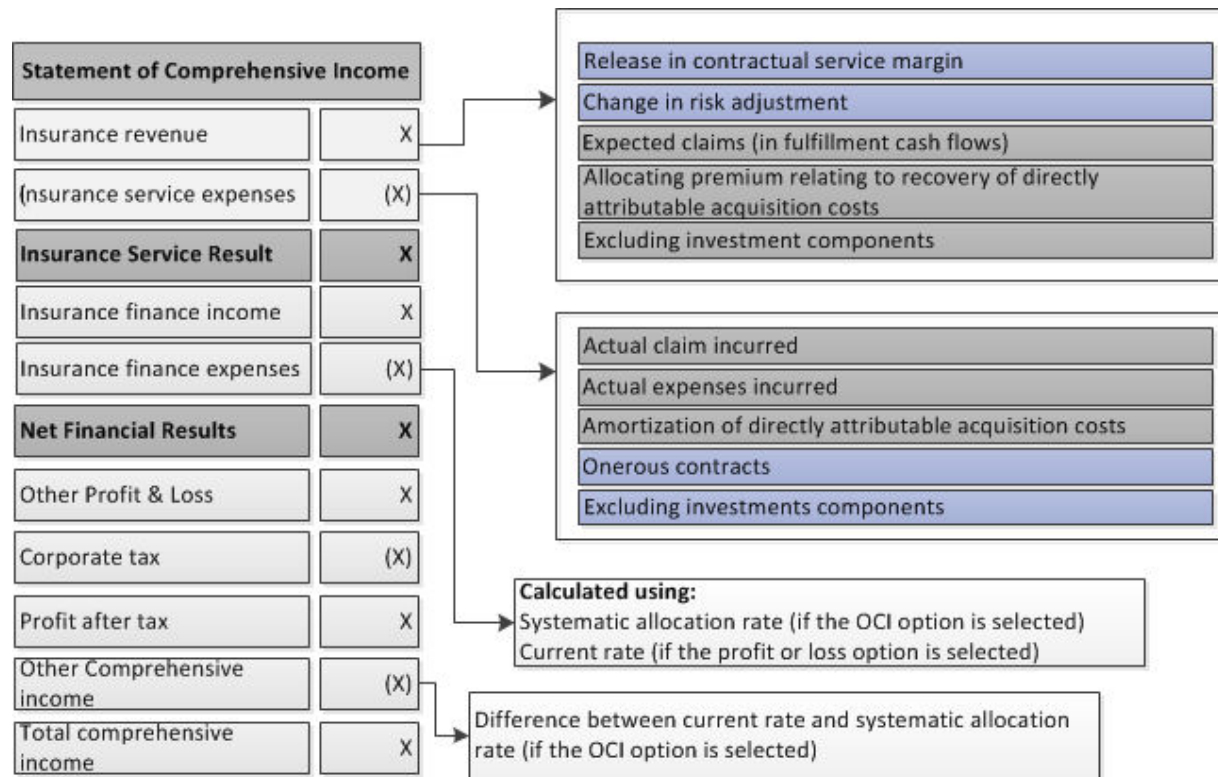 Statement of Comprehensive Income
Insurance revenue X
(nsurance service expenses (X)
Insurance Service Result X
Insurance finance income X
Insurance finance expenses (X)
Net Financial Results X
Other Profit & Loss X
Corporate tax (X)
Profit after tax X
Other Comprehensive
income (X)
Total comprehensive
income X
Release in contractual service margin
Change in risk adjustment
Expected claims (in fulfillment cash flows)
Allocating premium relating to recovery of directly
attributable acquisition costs
Excluding investment components
Actual claim incurred
Actual expenses incurred
Amortization of directly attributable acquisition costs
Onerous contracts
Excluding investments components
Calculated using:
Systematic allocation rate (if the OCI option is selected)
Current rate (if the profit or loss option is selected)
Difference between current rate and systematic allocation
rate (if the OCI option is selected)